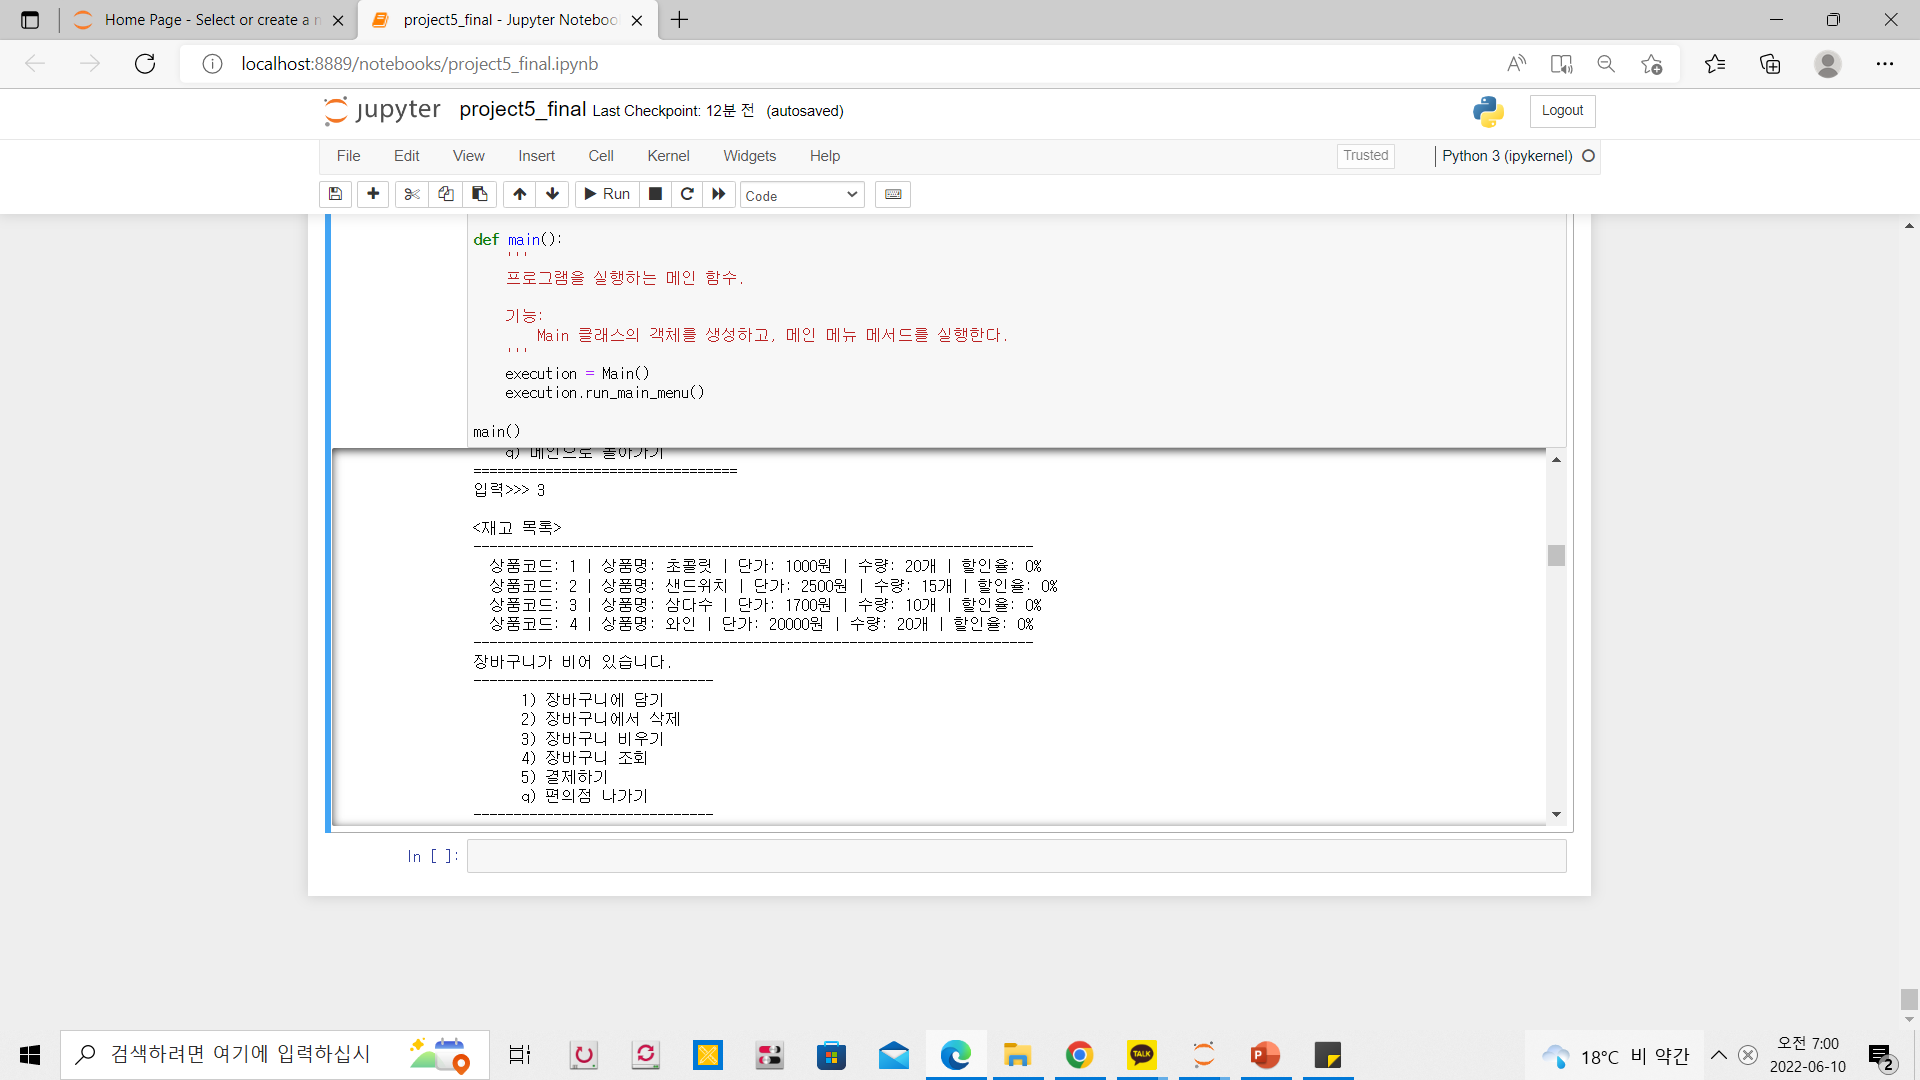 Home Page - Select or create a n
project5_final - Jupyter Noteboo
localhost:8889/notebooks/project5_final.ipynb
jupyter project5_final Last Checkpoint: 12분 전 (autosaved)
Logout
File Edit View Insert Cell Kernel Widgets Help
Trusted
Python 3 (ipykernel)
Run
Code
def main():
'''
프로그램을 실행하는 메인 함수.
기능:
Main 클래스의 객체를 생성하고, 메인 메뉴 메서드를 실행한다.
'''
execution = Main()
execution.run_main_menu()
main()
q) 메인으로 돌아가기
=================================
입력>>> 3
<재고 목록>
----------------------------------------------------------------------
상품코드: 1 | 상품명: 초콜릿 | 단가: 1000원 | 수량: 20개 | 할인율: 0%
상품코드: 2 | 상품명: 샌드위치 | 단가: 2500원 | 수량: 15개 | 할인율: 0%
상품코드: 3 | 상품명: 삼다수 | 단가: 1700원 | 수량: 10개 | 할인율: 0%
상품코드: 4 | 상품명: 와인 | 단가: 20000원 | 수량: 20개 | 할인율: 0%
----------------------------------------------------------------------
장바구니가 비어 있습니다.
------------------------------
1) 장바구니에 담기
2) 장바구니에서 삭제
3) 장바구니 비우기
4) 장바구니 조회
5) 결제하기
q) 편의점 나가기
------------------------------
In [ ]:
검색하려면 여기에 입력하십시
TALK
18°C 비 약간
오전 7:00
2022-06-10
2